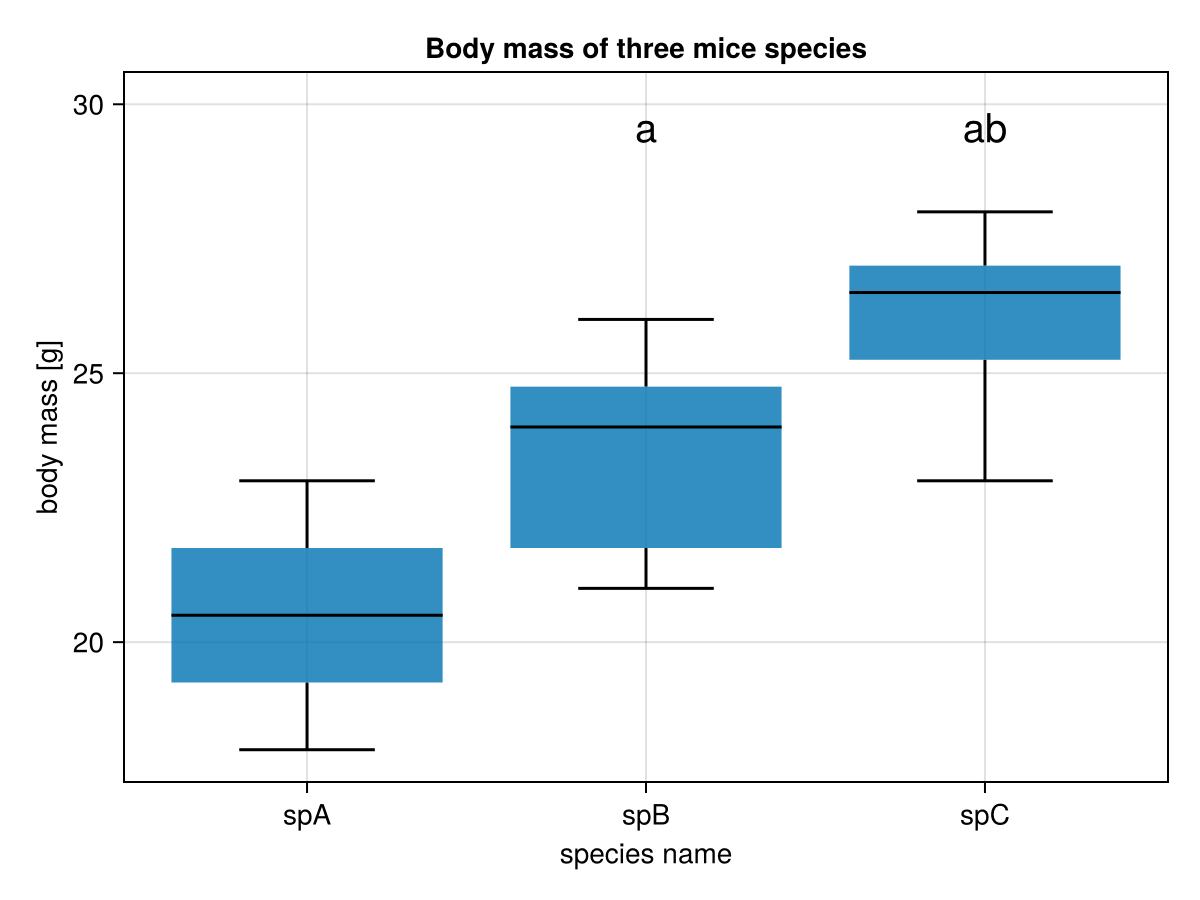 Body mass of three mice species
30
a
ab
25
20
body mass [g]
spA
spB
spC
species name